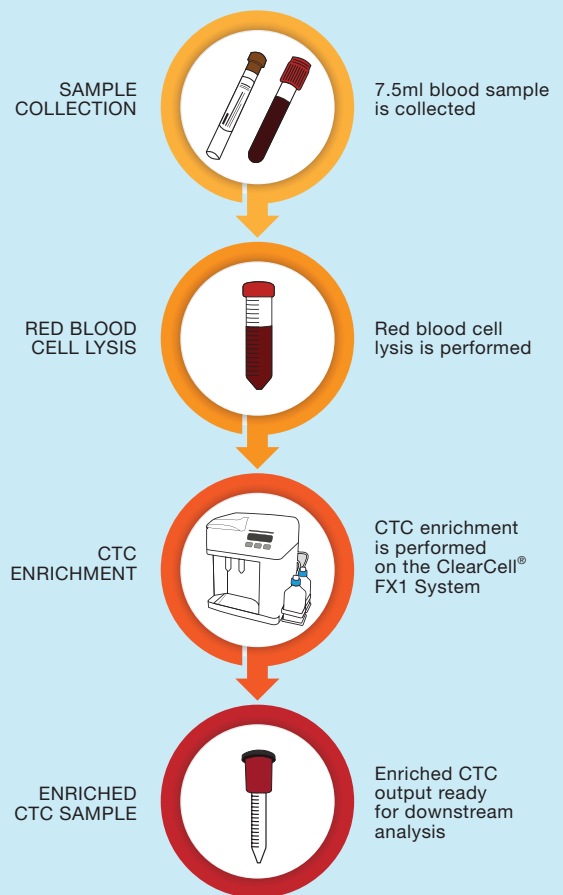 SAMPLE
COLLECTION
7.5ml blood sample
is collected
RED BLOOD
CELL LYSIS
Red blood cell
lysis is performed
CTC
ENRICHMENT
CTC enrichment
is performed
on the ClearCell®
FX1 System
ENRICHED
CTC SAMPLE
Enriched CTC
output ready
for downstream
analysis